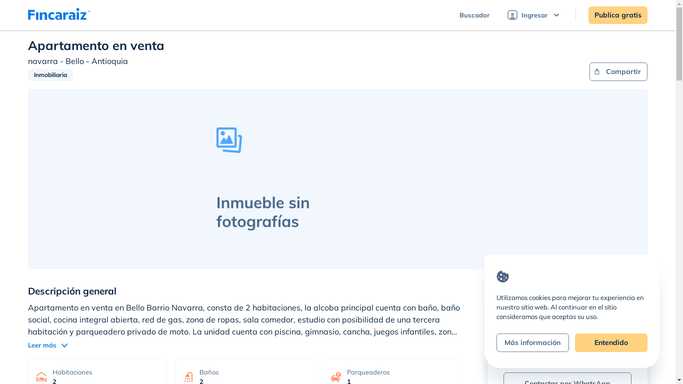 Fincaraiz
Buscador
Ingresar
Publica gratis
Apartamento en venta
navarra - Bello - Antioquia
Inmobiliaria
Compartir
Inmueble sin
fotografías
Descripción general
Apartamento en venta en Bello Barrio Navarra, consta de 2 habitaciones, la alcoba principal cuenta con baño, baño
social, cocina integral abierta, red de gas, zona de ropas, sala comedor, estudio con posibilidad de una tercera
habitación y parqueadero privado de moto. La unidad cuenta con piscina, gimnasio, cancha, juegos infantiles, zon...
Leer más
Habitaciones
2
Baños
2
Parqueaderos
1
Utilizamos cookies para mejorar tu experiencia en
nuestro sitio web. Al continuar en el sitio
consideramos que aceptas su uso.
Más información
Entendido
Contactar por WhatsApp